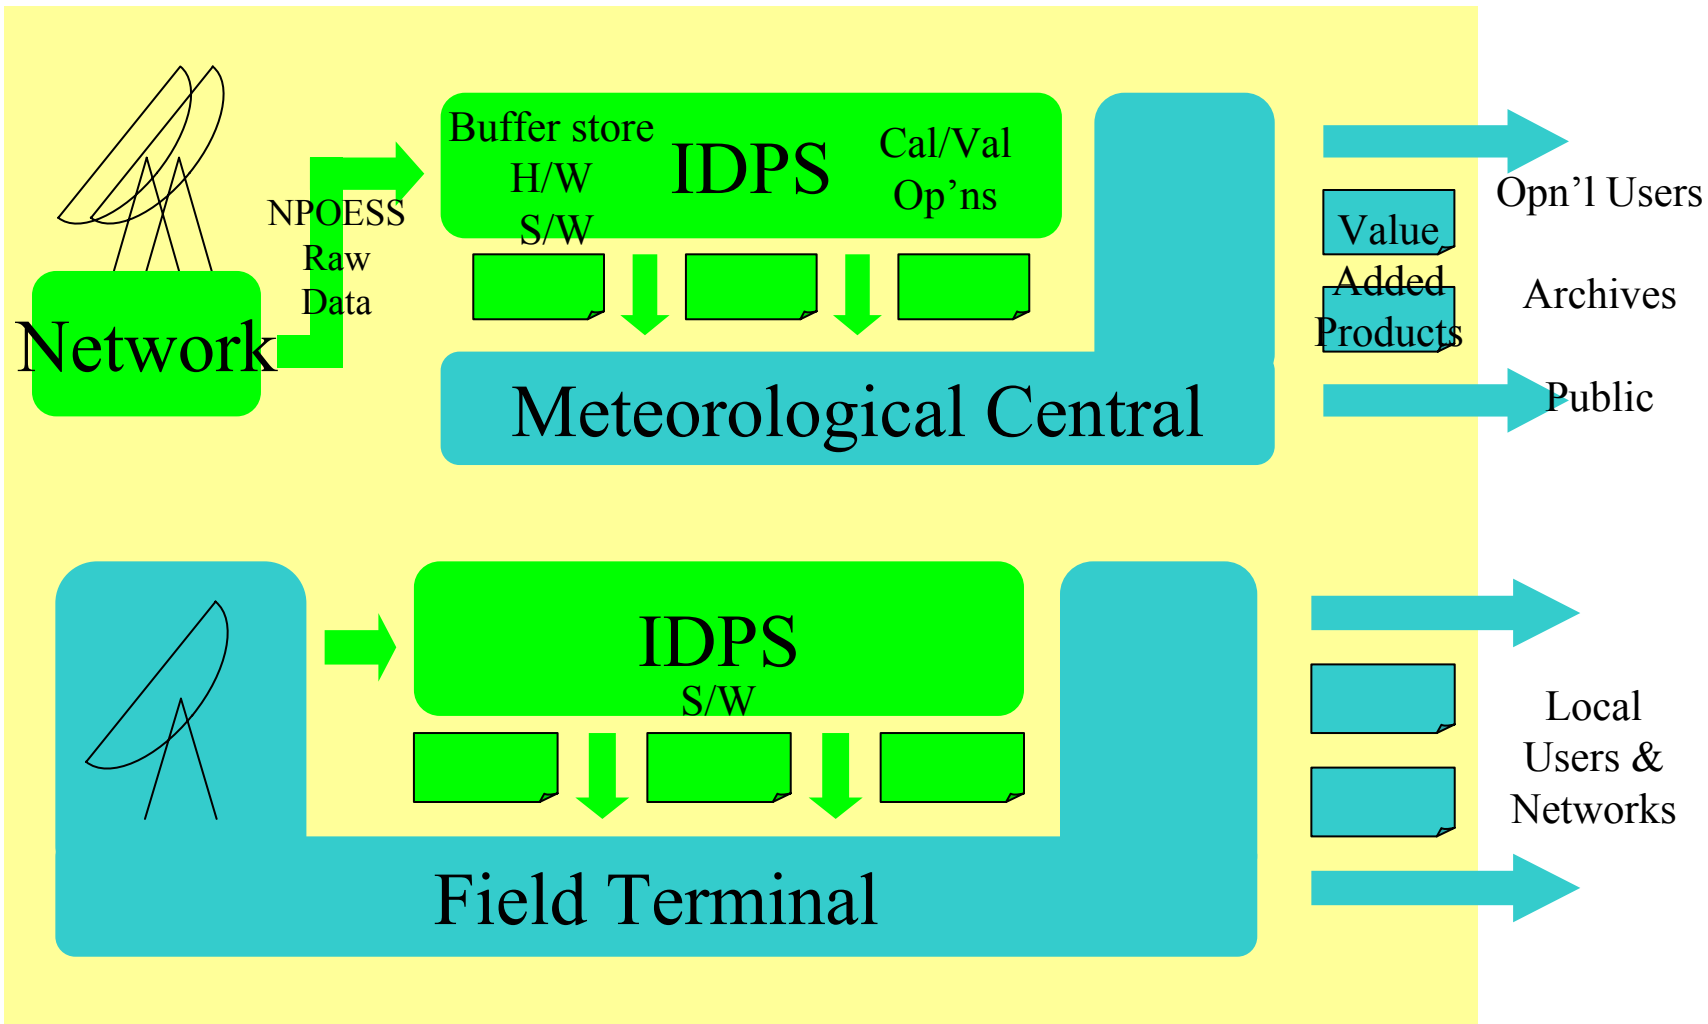 Network
NPOESS
Raw
Data
Buffer store
H/W
S/W
IDPS
Cal/Val
Op’ns
Meteorological Central
Value
Added
Products
Opn’l Users
Archives
Public
IDPS
S/W
Field Terminal
Local
Users &
Networks